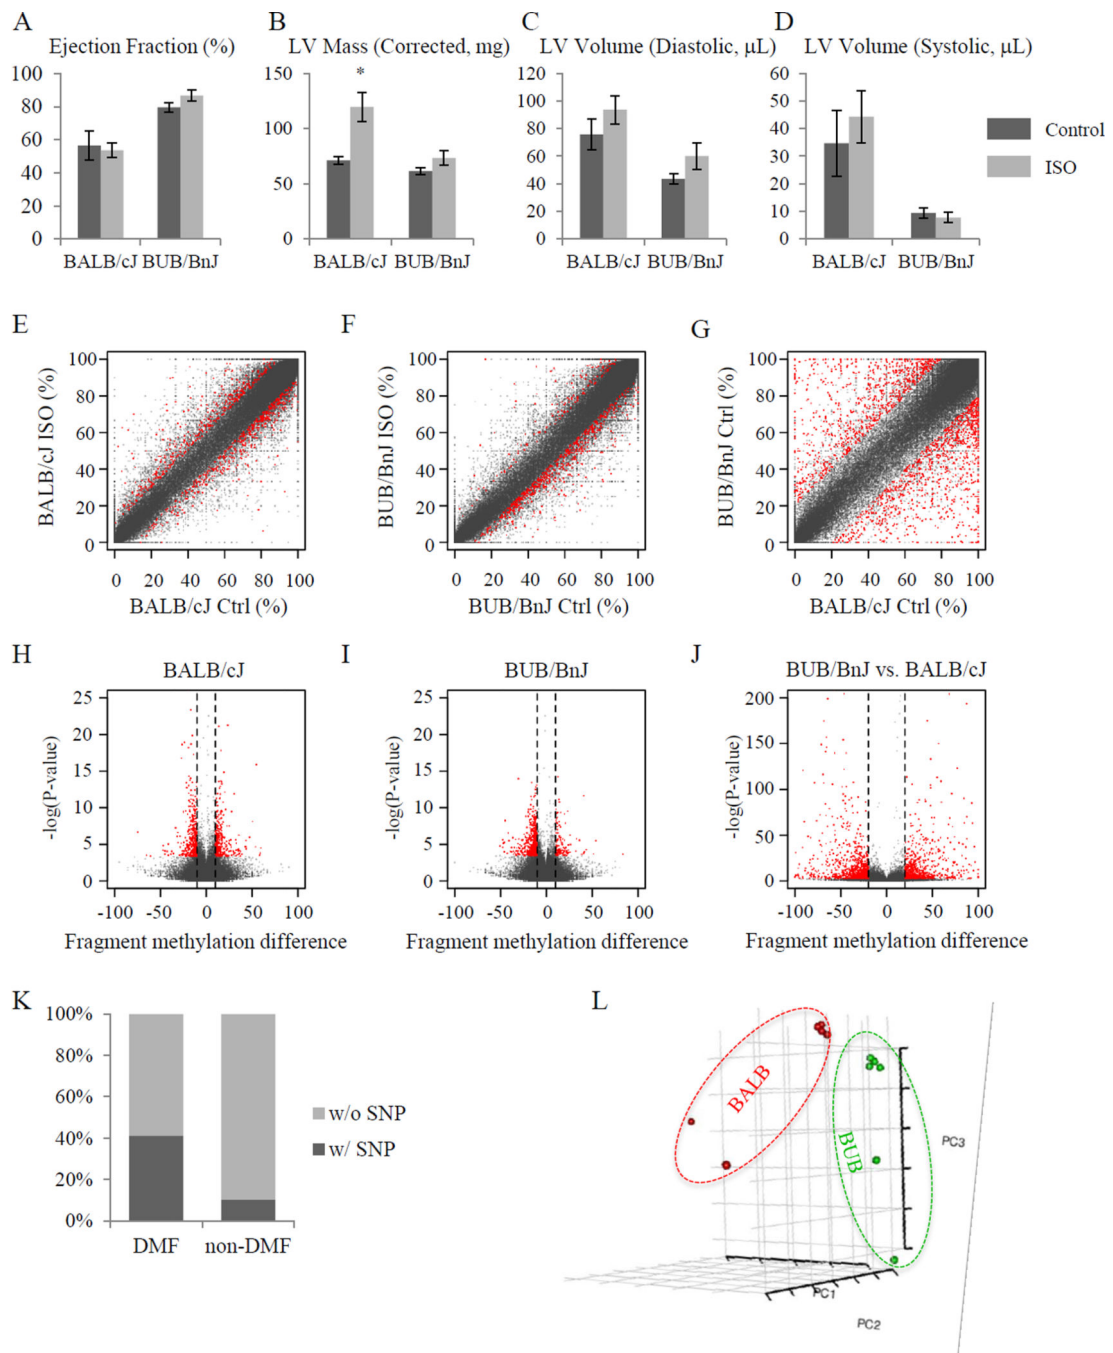 A
B
C
D
Ejection Fraction (%)
LV Mass (Corrected, mg)
LV Volume (Diastolic, µL)
LV Volume (Systolic, µL)
100
80
60
40
20
0
BALB/cJ BUB/BnJ
150
*
100
50
0
BALB/cJ BUB/BnJ
120
100
80
60
40
20
0
BALB/cJ BUB/BnJ
60
50
40
30
20
10
0
BALB/cJ BUB/BnJ
Control
ISO
E
F
G
BALB/cJ ISO (%)
100
80
60
40
20
0
0 20 40 60 80 100
BALB/cJ Ctrl (%)
BUB/BnJ ISO (%)
100
80
60
40
20
0
0 20 40 60 80 100
BUB/BnJ Ctrl (%)
BUB/BnJ Ctrl (%)
100
80
60
40
20
0
0 20 40 60 80 100
BALB/cJ Ctrl (%)
H
I
J
BALB/cJ
BUB/BnJ
BUB/BnJ vs. BALB/cJ
-log(P-value)
25
20
15
10
5
0
-100 -50 0 50 100
Fragment methylation difference
-log(P-value)
25
20
15
10
5
0
-100 -50 0 50 100
Fragment methylation difference
-log(P-value)
200
150
100
50
0
-100 -50 0 50 100
Fragment methylation difference
K
100%
80%
60%
40%
20%
0%
DMF non-DMF
w/o SNP
w/ SNP
L
BALB
BUB
PC3
PC1
PC2